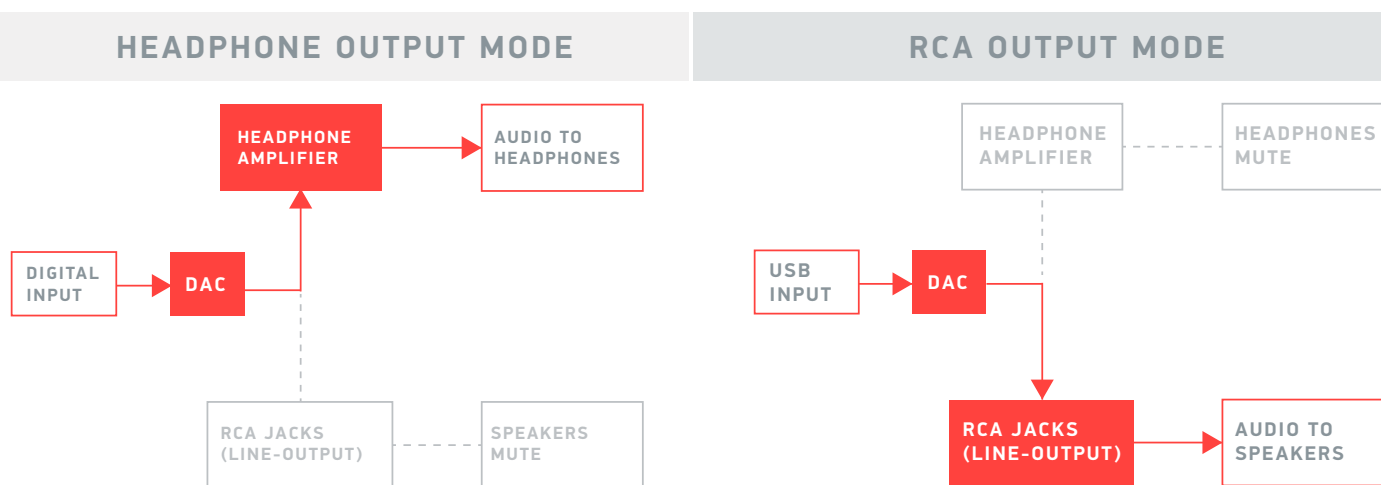 HEADPHONE OUTPUT MODE
HEADPHONE
AMPLIFIER
AUDIO TO
HEADPHONES
DIGITAL
INPUT
DAC
RCA JACKS
(LINE-OUTPUT)
SPEAKERS
MUTE
RCA OUTPUT MODE
HEADPHONE
AMPLIFIER
HEADPHONES
MUTE
USB
INPUT
DAC
RCA JACKS
(LINE-OUTPUT)
AUDIO TO
SPEAKERS